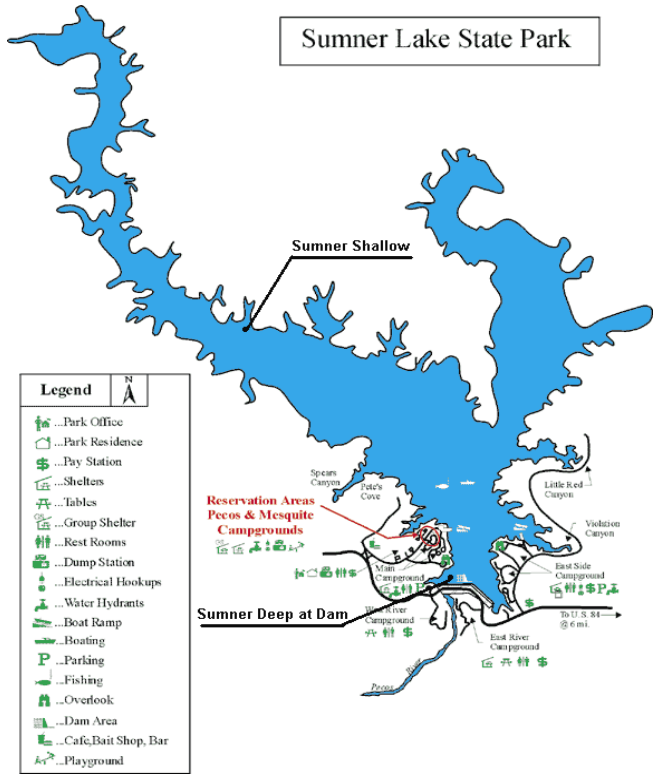 Sumner Lake State Park
Sumner Shallow
Legend
N
...Park Office
...Park Residence
$ ...Pay Station
...Shelters
...Tables
GS ...Group Shelter
...Rest Rooms
...Dump Station
...Electrical Hookups
...Water Hydrants
...Boat Ramp
...Boating
P ...Parking
...Fishing
...Overlook
...Dam Area
...Cafe,Bait Shop, Bar
...Playground
Spears
Canyon
Pete's
Cove
Reservation Areas
Pecos & Mesquite
Campgrounds
Little Red
Canyon
Violation
Canyon
Main
Campground
East Side
Campground
Sumner Deep at Dam
West River
Campground
East River
Campground
To U.S. 84
@ 6 mi.
Pecos River